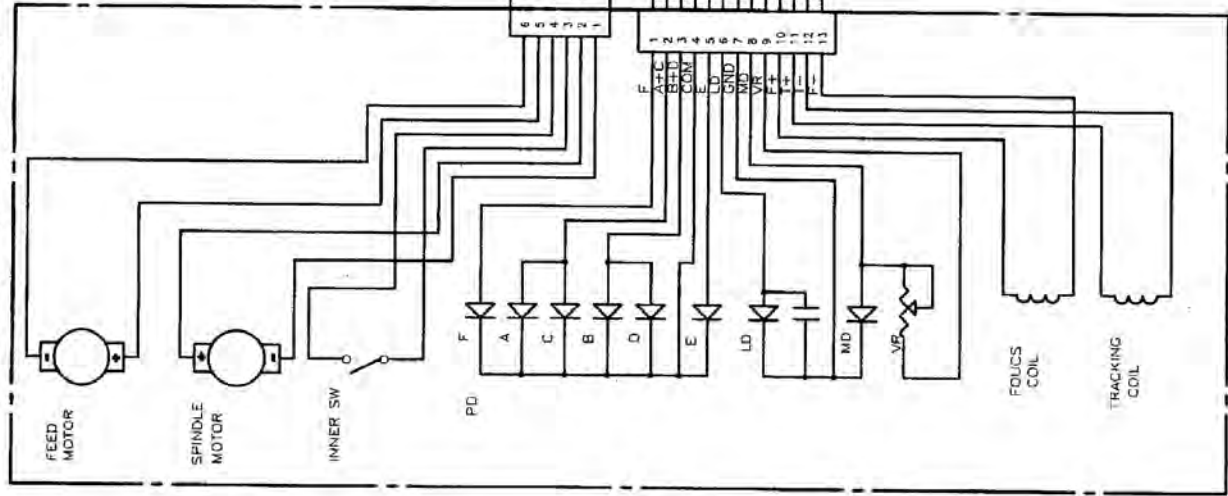 6
5
4
3
2
1
1
2
3
4
5
6
7
8
9
10
11
12
13
F
A+C
B+D
COM
E
LD
GND
MD
VR
F+
T+
T-
F-
-
+
FEED
MOTOR
+
-
SPINDLE
MOTOR
INNER SW
PD
F
A
C
B
D
E
LD
MD
VR
FOUCS
COIL
TRACKING
COIL